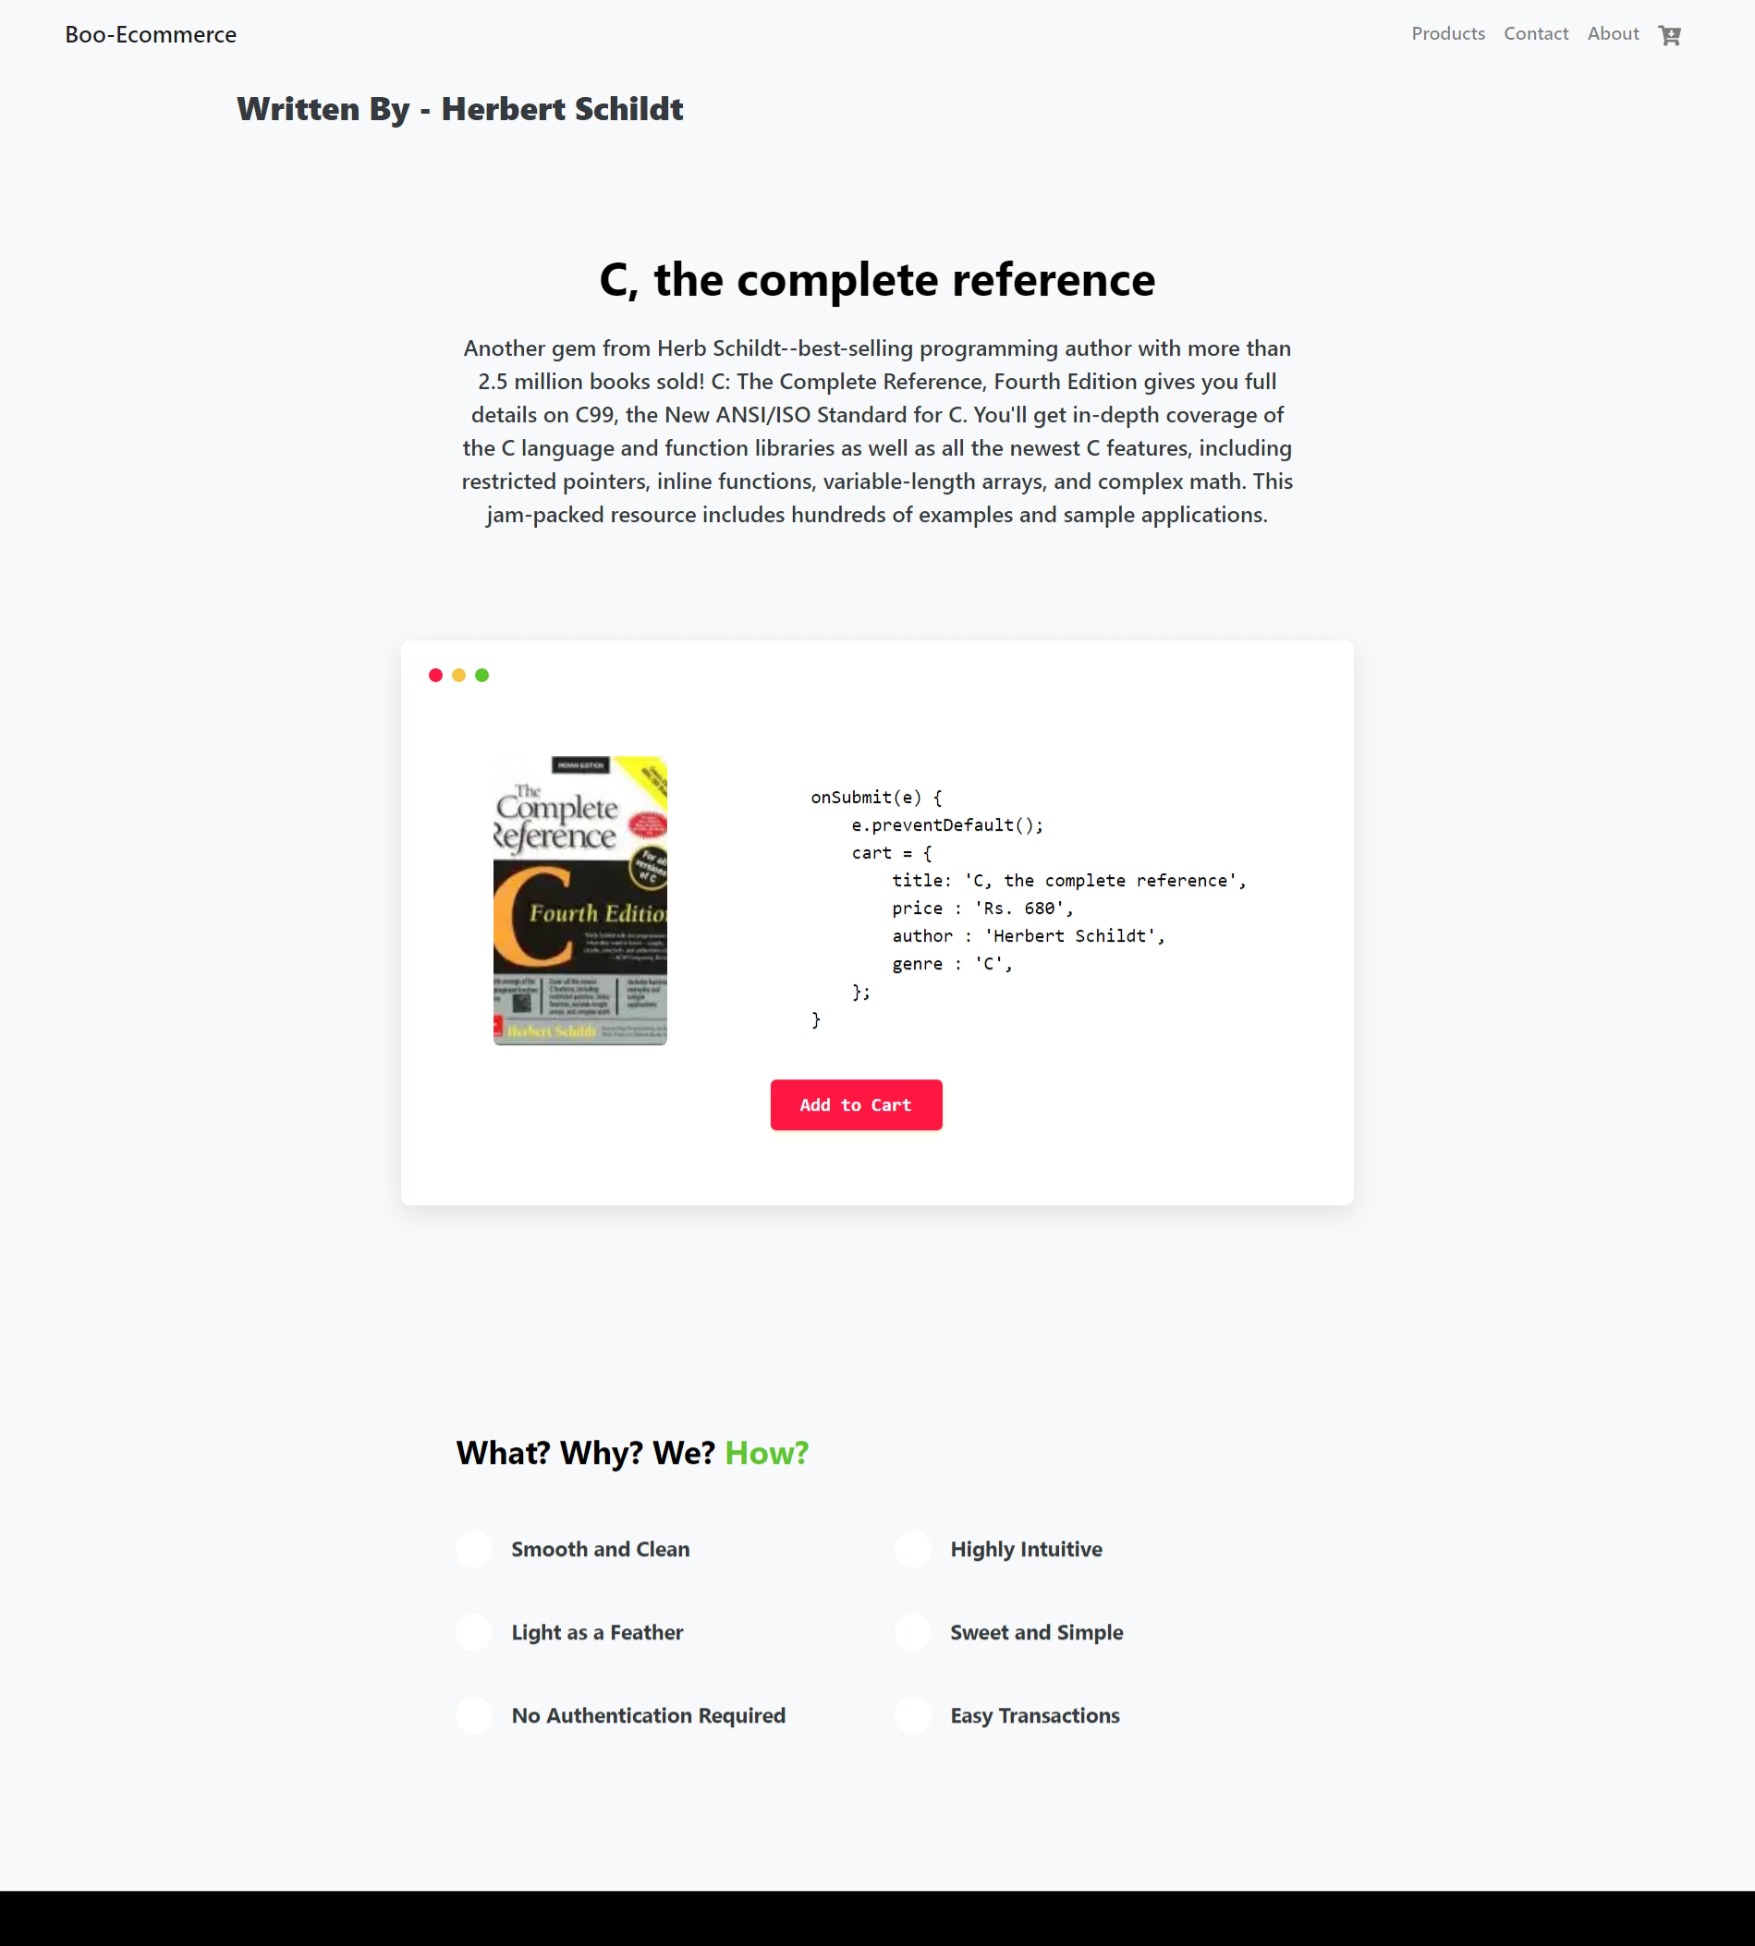 Boo-Ecommerce
Products Contact About
Written By - Herbert Schildt
C, the complete reference
Another gem from Herb Schildt--best-selling programming author with more than
2.5 million books sold! C: The Complete Reference, Fourth Edition gives you full
details on C99, the New ANSI/ISO Standard for C. You'll get in-depth coverage of
the C language and function libraries as well as all the newest C features, including
restricted pointers, inline functions, variable-length arrays, and complex math. This
jam-packed resource includes hundreds of examples and sample applications.
INDIAN EDITION
The
Complete
Reference
For all
versions
of C
C
Fourth Edition
Herbert Schildt
onSubmit(e) {
    e.preventDefault();
    cart = {
        title: 'C, the complete reference',
        price : 'Rs. 680',
        author : 'Herbert Schildt',
        genre : 'C',
    };
}
Add to Cart
What? Why? We? How?
Smooth and Clean
Highly Intuitive
Light as a Feather
Sweet and Simple
No Authentication Required
Easy Transactions